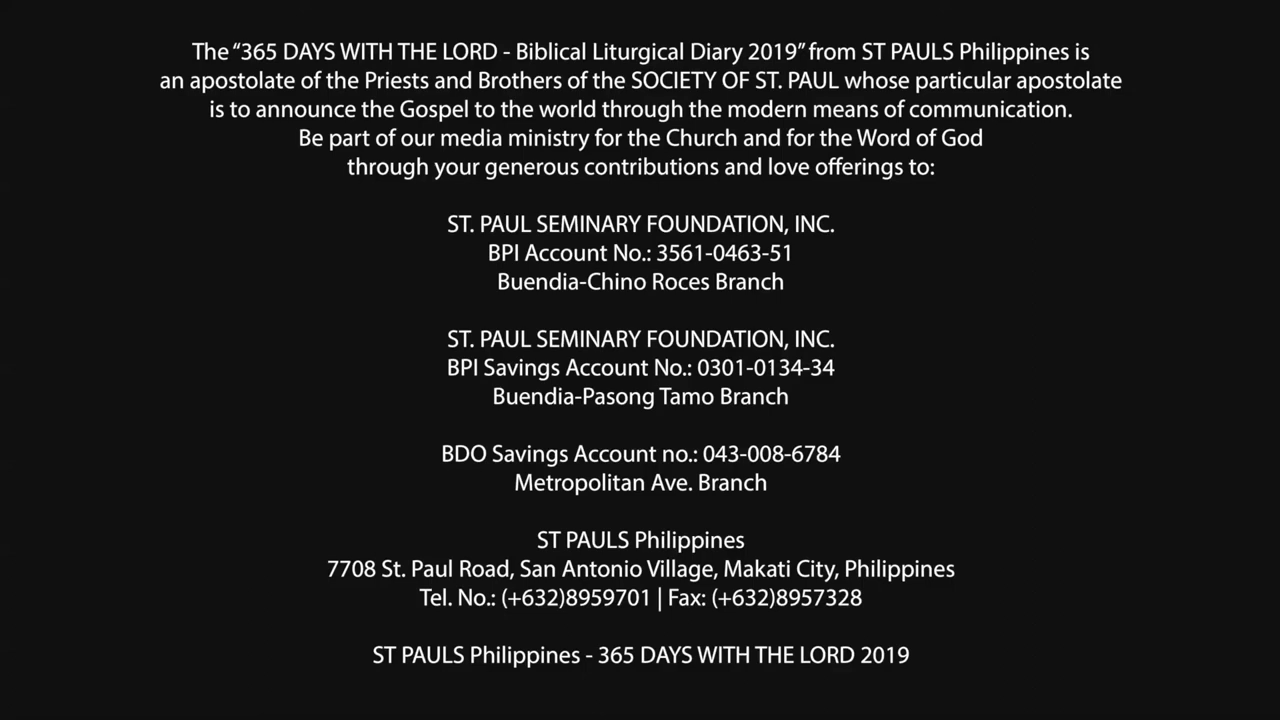 The “365 DAYS WITH THE LORD - Biblical Liturgical Diary 2019” from ST PAULS Philippines is
an apostolate of the Priests and Brothers of the SOCIETY OF ST. PAUL whose particular apostolate
is to announce the Gospel to the world through the modern means of communication.
Be part of our media ministry for the Church and for the Word of God
through your generous contributions and love offerings to:
ST. PAUL SEMINARY FOUNDATION, INC.
BPI Account No.: 3561-0463-51
Buendia-Chino Roces Branch
ST. PAUL SEMINARY FOUNDATION, INC.
BPI Savings Account No.: 0301-0134-34
Buendia-Pasong Tamo Branch
BDO Savings Account no.: 043-008-6784
Metropolitan Ave. Branch
ST PAULS Philippines
7708 St. Paul Road, San Antonio Village, Makati City, Philippines
Tel. No.: (+632)8959701 | Fax: (+632)8957328
ST PAULS Philippines - 365 DAYS WITH THE LORD 2019